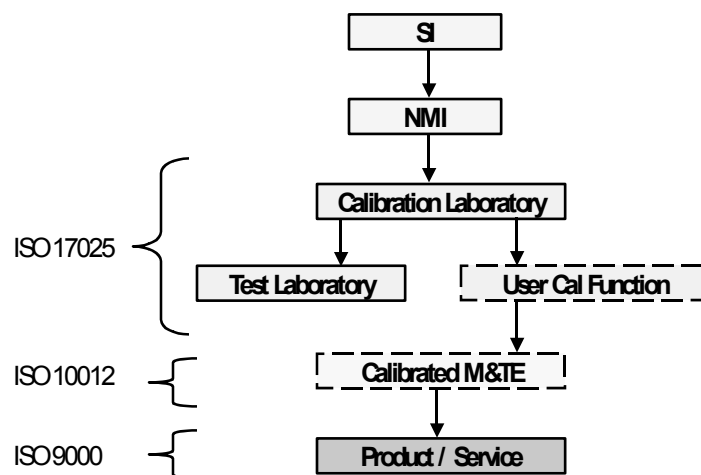 SI
NMI
Calibration Laboratory
ISO 17025
Test Laboratory
User Cal Function
ISO 10012
Calibrated M&TE
ISO 9000
Product / Service